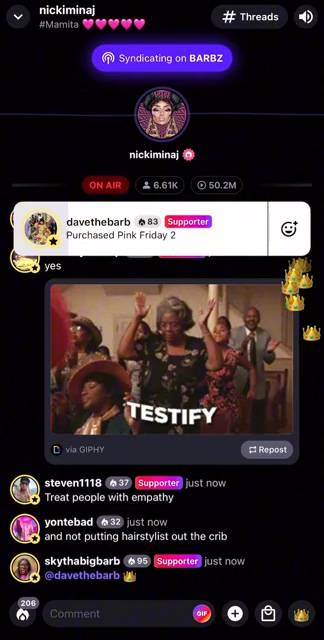 nickiminaj
#Mamita 💗💗💗💗💗
# Threads
Syndicating on BARBZ
nickiminaj 🌸
ON AIR
6.61K
50.2M
davethebarb 83 Supporter
Purchased Pink Friday 2
yes
TESTIFY
via GIPHY
Repost
steven1118 37 Supporter just now
Treat people with empathy
yontebad 32 just now
and not putting hairstylist out the crib
skythabigbarb 95 Supporter just now
@davethebarb 👑
206
Comment
GIF